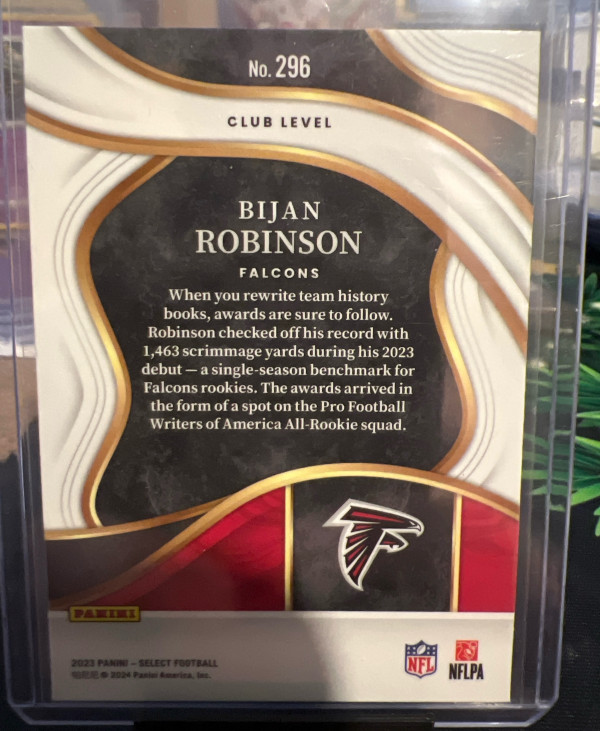 No. 296
CLUB LEVEL
BIJAN
ROBINSON
FALCONS
When you rewrite team history
books, awards are sure to follow.
Robinson checked off his record with
1,463 scrimmage yards during his 2023
debut — a single-season benchmark for
Falcons rookies. The awards arrived in
the form of a spot on the Pro Football
Writers of America All-Rookie squad.
PANINI
2023 PANINI – SELECT FOOTBALL
© 2024 Panini America, Inc.
NFL
NFLPA